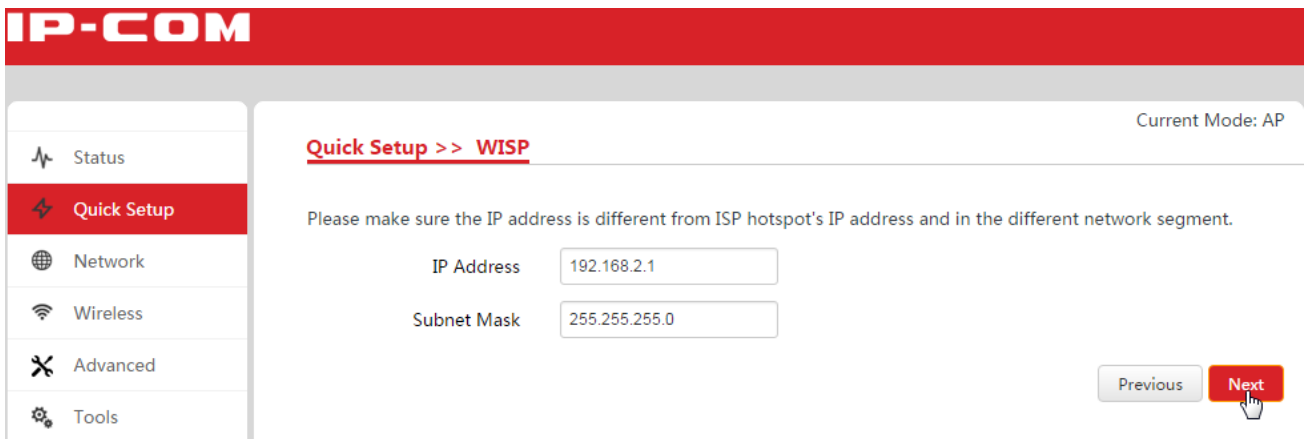 IP-COM
Current Mode: AP
Quick Setup >> WISP
Status
Quick Setup
Please make sure the IP address is different from ISP hotspot's IP address and in the different network segment.
Network
IP Address 192.168.2.1
Wireless
Subnet Mask 255.255.255.0
Advanced
Previous Next
Tools